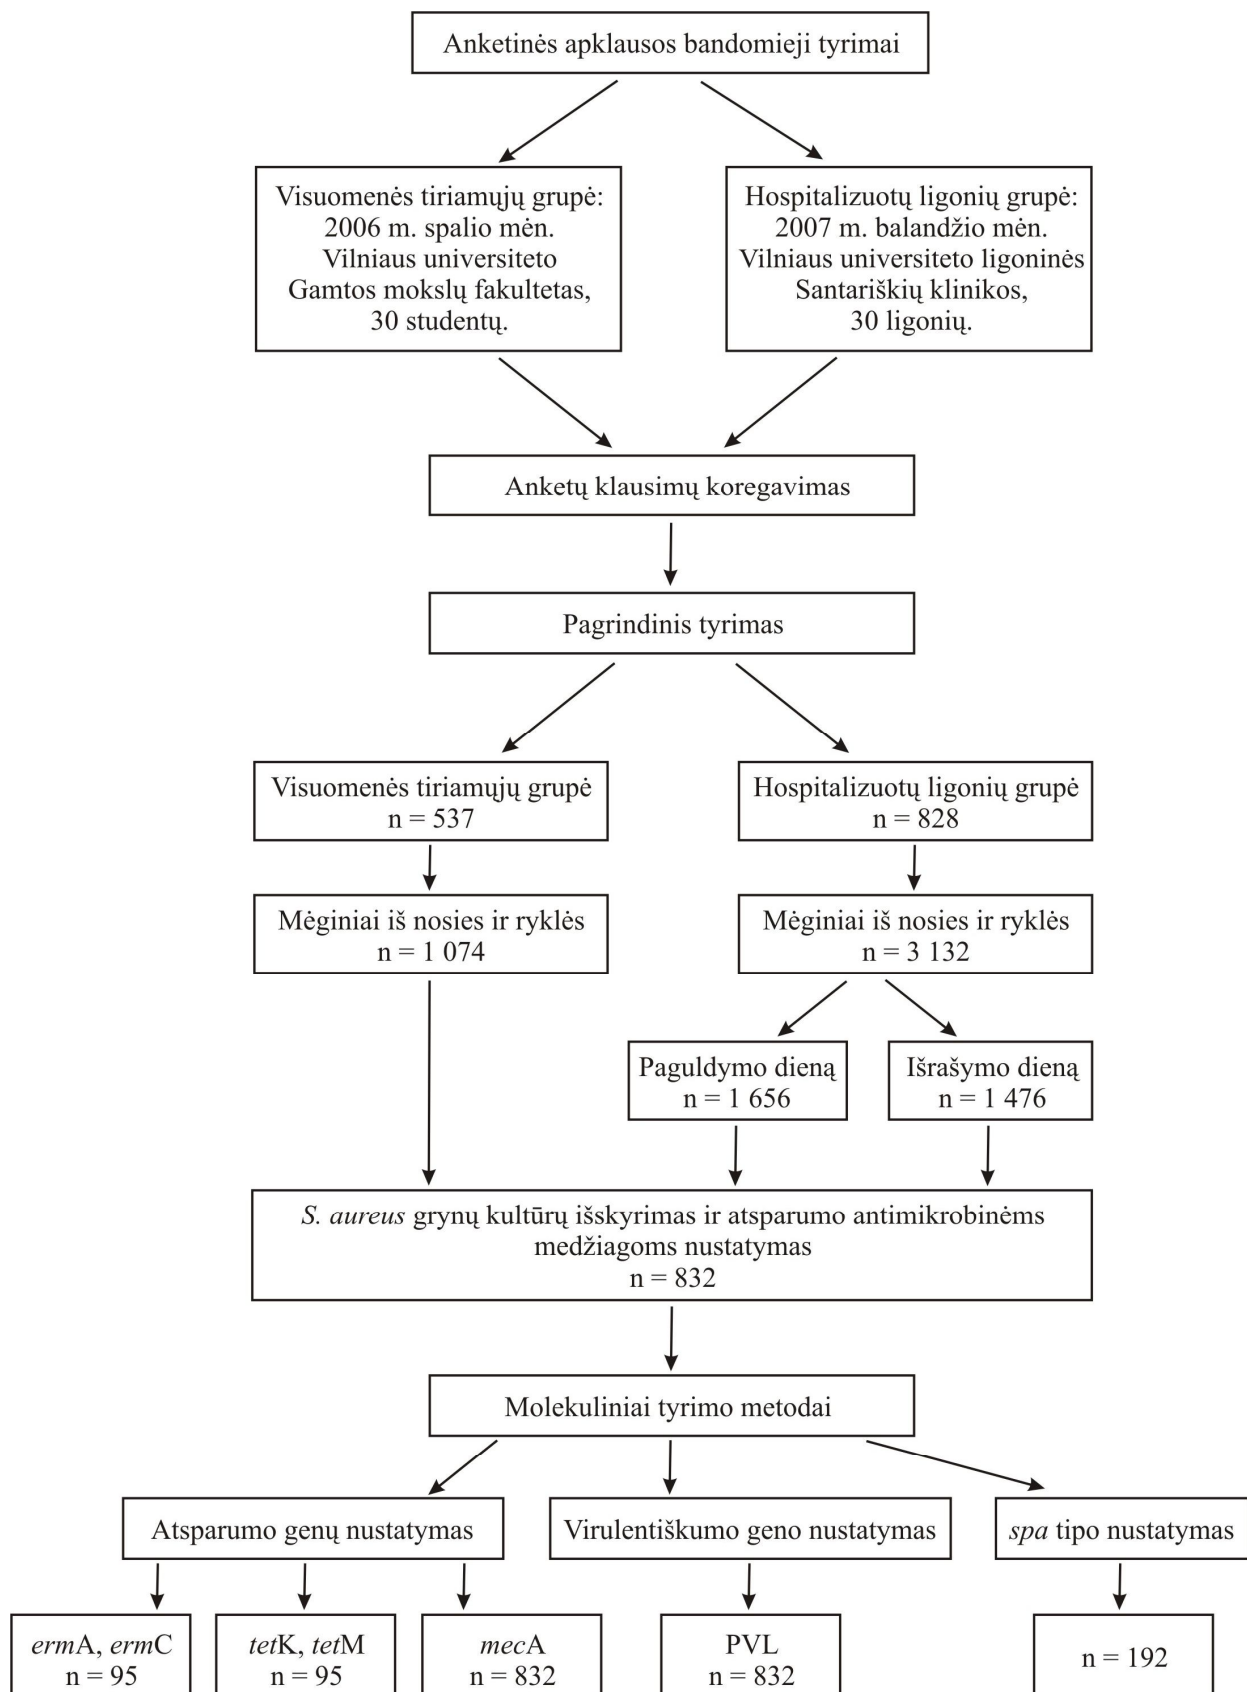 Anketinės apklausos bandomieji tyrimai
Visuomenės tiriamųjų grupė:
2006 m. spalio mėn.
Vilniaus universiteto
Gamtos mokslų fakultetas,
30 studentų.
Hospitalizuotų ligonių grupė:
2007 m. balandžio mėn.
Vilniaus universiteto ligoninės
Santariškių klinikos,
30 ligonių.
Anketų klausimų koregavimas
Pagrindinis tyrimas
Visuomenės tiriamųjų grupė
n = 537
Hospitalizuotų ligonių grupė
n = 828
Mėginiai iš nosies ir ryklės
n = 1 074
Mėginiai iš nosies ir ryklės
n = 3 132
Paguldymo dieną
n = 1 656
Išrašymo dieną
n = 1 476
S. aureus grynų kultūrų išskyrimas ir atsparumo antimikrobinėms
medžiagoms nustatymas
n = 832
Molekuliniai tyrimo metodai
Atsparumo genų nustatymas
Virulentiškumo geno nustatymas
spa tipo nustatymas
ermA, ermC
n = 95
tetK, tetM
n = 95
mecA
n = 832
PVL
n = 832
n = 192